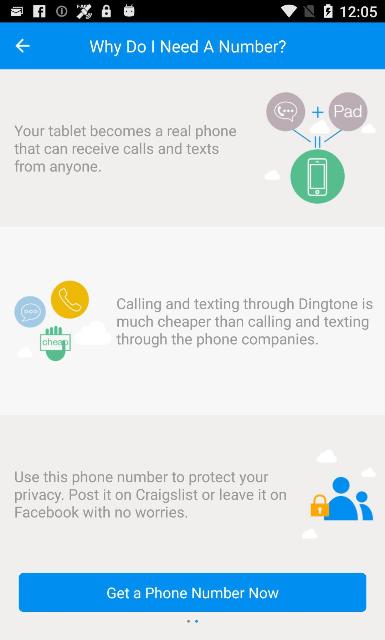 12:05
Why Do I Need A Number?
Your tablet becomes a real phone
that can receive calls and texts
from anyone.
+ Pad
Calling and texting through Dingtone is
much cheaper than calling and texting
through the phone companies.
cheap
Use this phone number to protect your
privacy. Post it on Craigslist or leave it on
Facebook with no worries.
Get a Phone Number Now